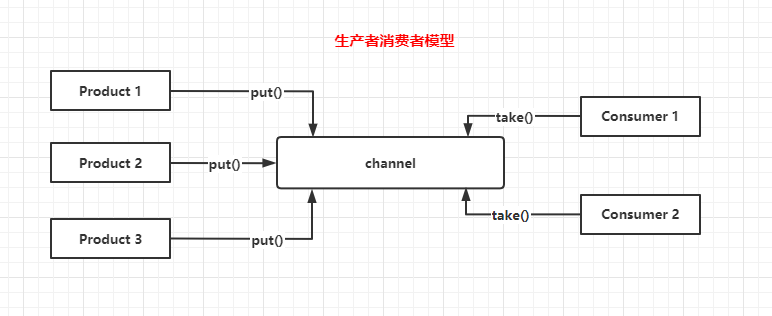 生产者消费者模型
Product 1
put()
Product 2
put()
Product 3
put()
channel
take()
Consumer 1
take()
Consumer 2